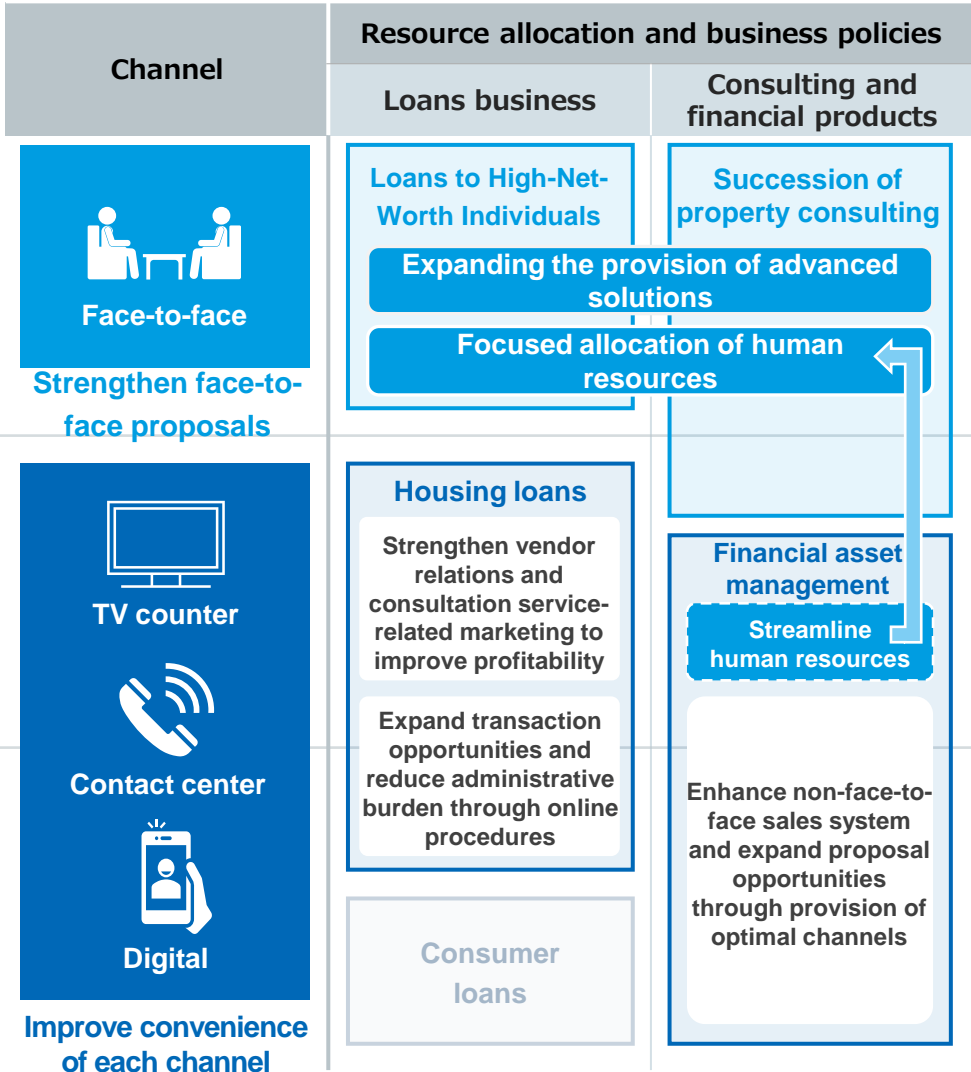 Channel
Resource allocation and business policies
Loans business
Consulting and
financial products
Face-to-face
Strengthen face-to-
face proposals
Loans to High-Net-
Worth Individuals
Succession of
property consulting
Expanding the provision of advanced
solutions
Focused allocation of human
resources
TV counter
Contact center
Digital
Improve convenience
of each channel
Housing loans
Strengthen vendor
relations and
consultation service-
related marketing to
improve profitability
Expand transaction
opportunities and
reduce administrative
burden through online
procedures
Consumer
loans
Financial asset
management
Streamline
human resources
Enhance non-face-to-
face sales system
and expand proposal
opportunities
through provision of
optimal channels